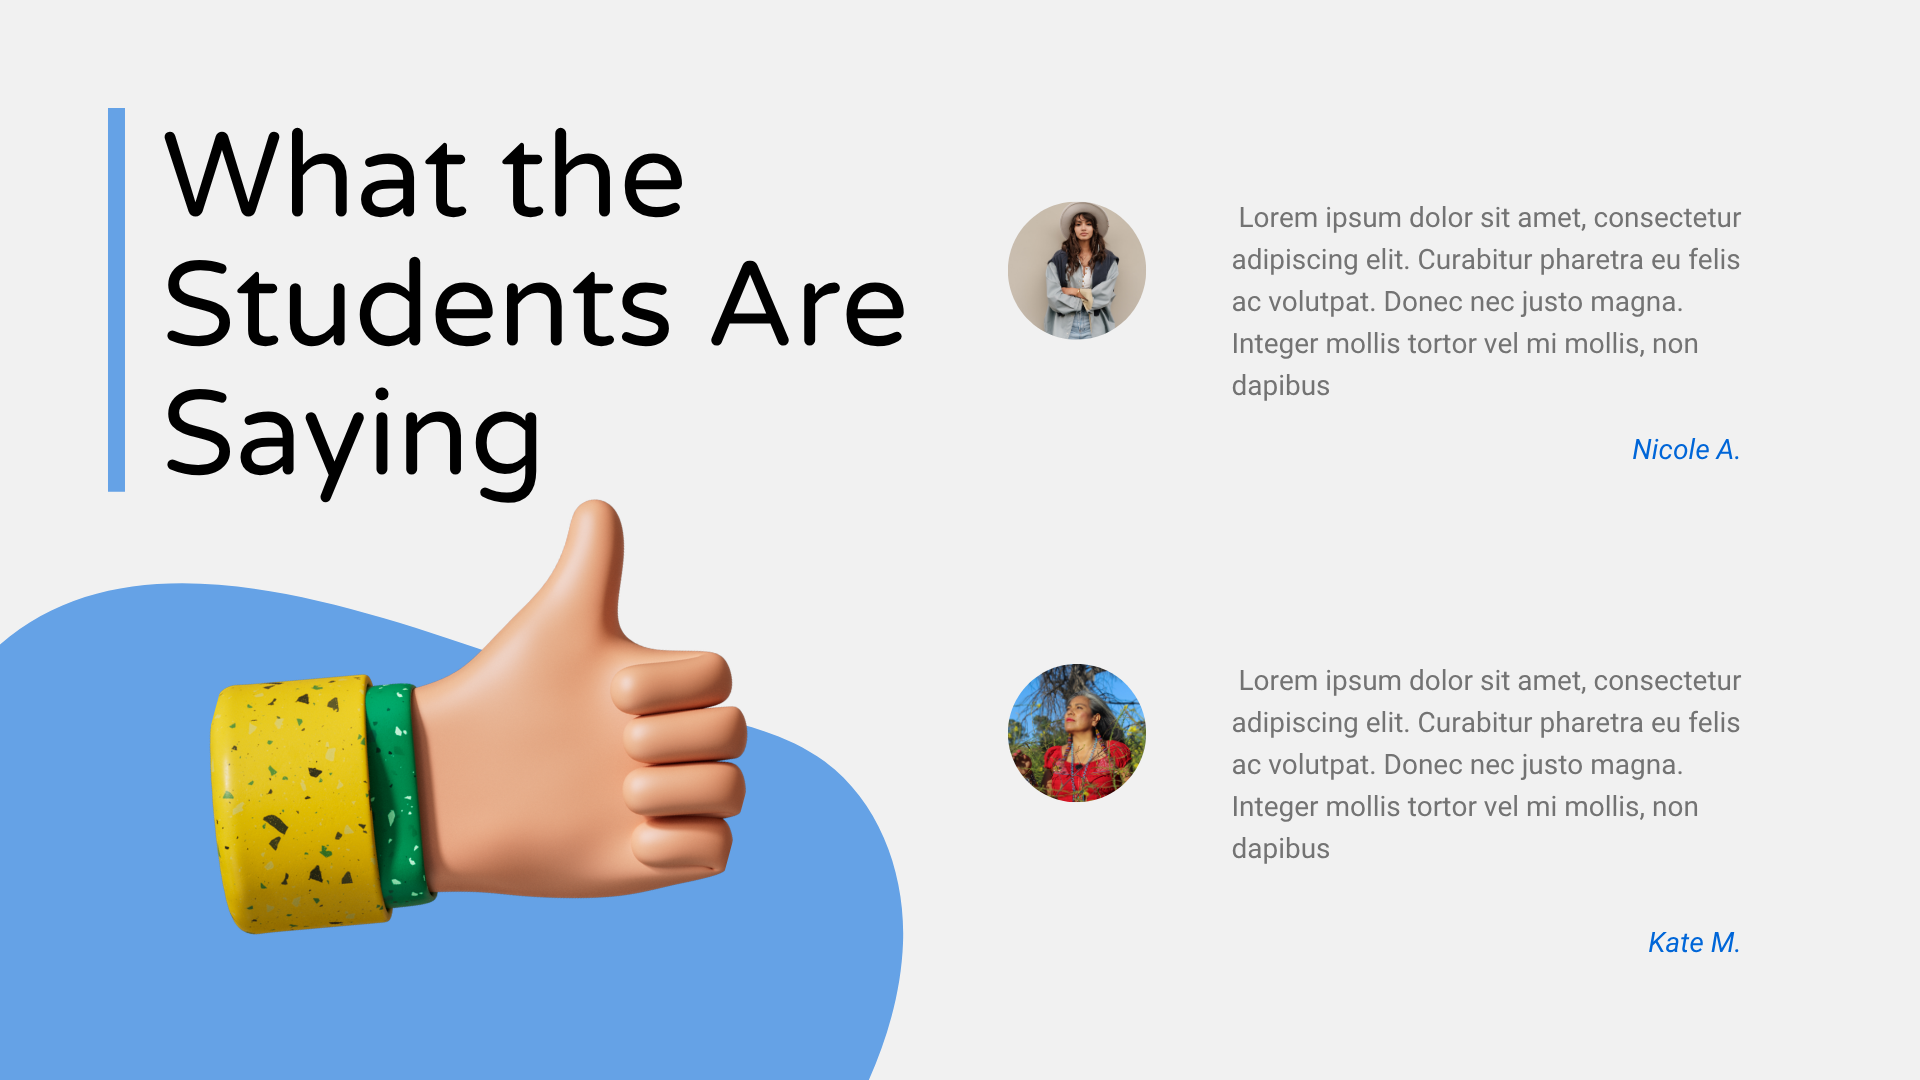 What the
Students Are
Saying
Lorem ipsum dolor sit amet, consectetur
adipiscing elit. Curabitur pharetra eu felis
ac volutpat. Donec nec justo magna.
Integer mollis tortor vel mi mollis, non
dapibus
Nicole A.
Lorem ipsum dolor sit amet, consectetur
adipiscing elit. Curabitur pharetra eu felis
ac volutpat. Donec nec justo magna.
Integer mollis tortor vel mi mollis, non
dapibus
Kate M.